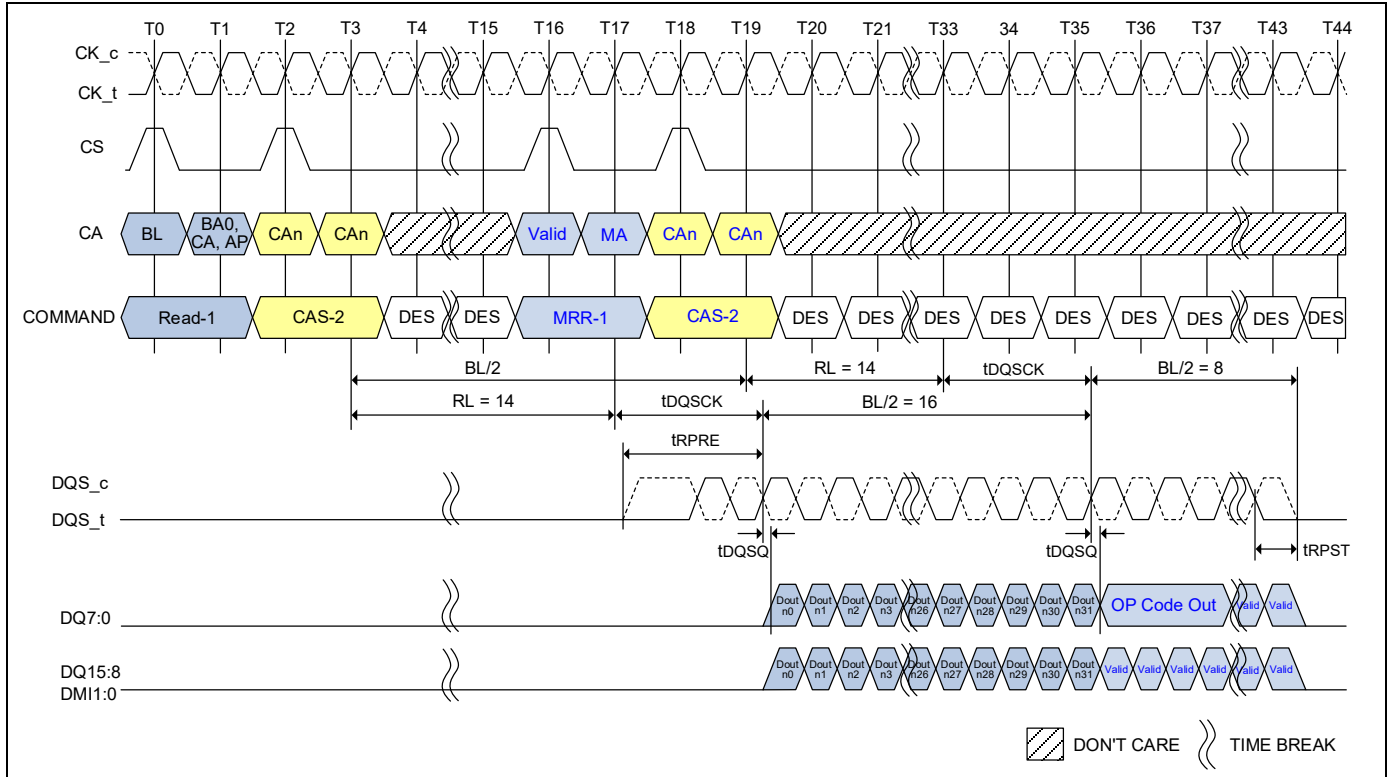 T0 T1 T2 T3 T4 T15 T16 T17 T18 T19 T20 T21 T33 34 T35 T36 T37 T43 T44
CK_c
CK_t
CS
CA BL BA0, CA, AP CAn CAn Valid MA CAn CAn
COMMAND Read-1 CAS-2 DES DES MRR-1 CAS-2 DES DES DES DES DES DES DES DES DES
BL/2 RL = 14 tDQSCK BL/2 = 8
RL = 14 tDQSCK BL/2 = 16
tRPRE
DQS_c
DQS_t
tDQSQ tDQSQ tRPST
DQ7:0 Dout n0 Dout n1 Dout n2 Dout n3 Dout n26 Dout n27 Dout n28 Dout n29 Dout n30 Dout n31 OP Code Out Valid Valid
DQ15:8
DMI1:0 Dout n0 Dout n1 Dout n2 Dout n3 Dout n26 Dout n27 Dout n28 Dout n29 Dout n30 Dout n31 Valid Valid Valid Valid Valid Valid
DON'T CARE TIME BREAK